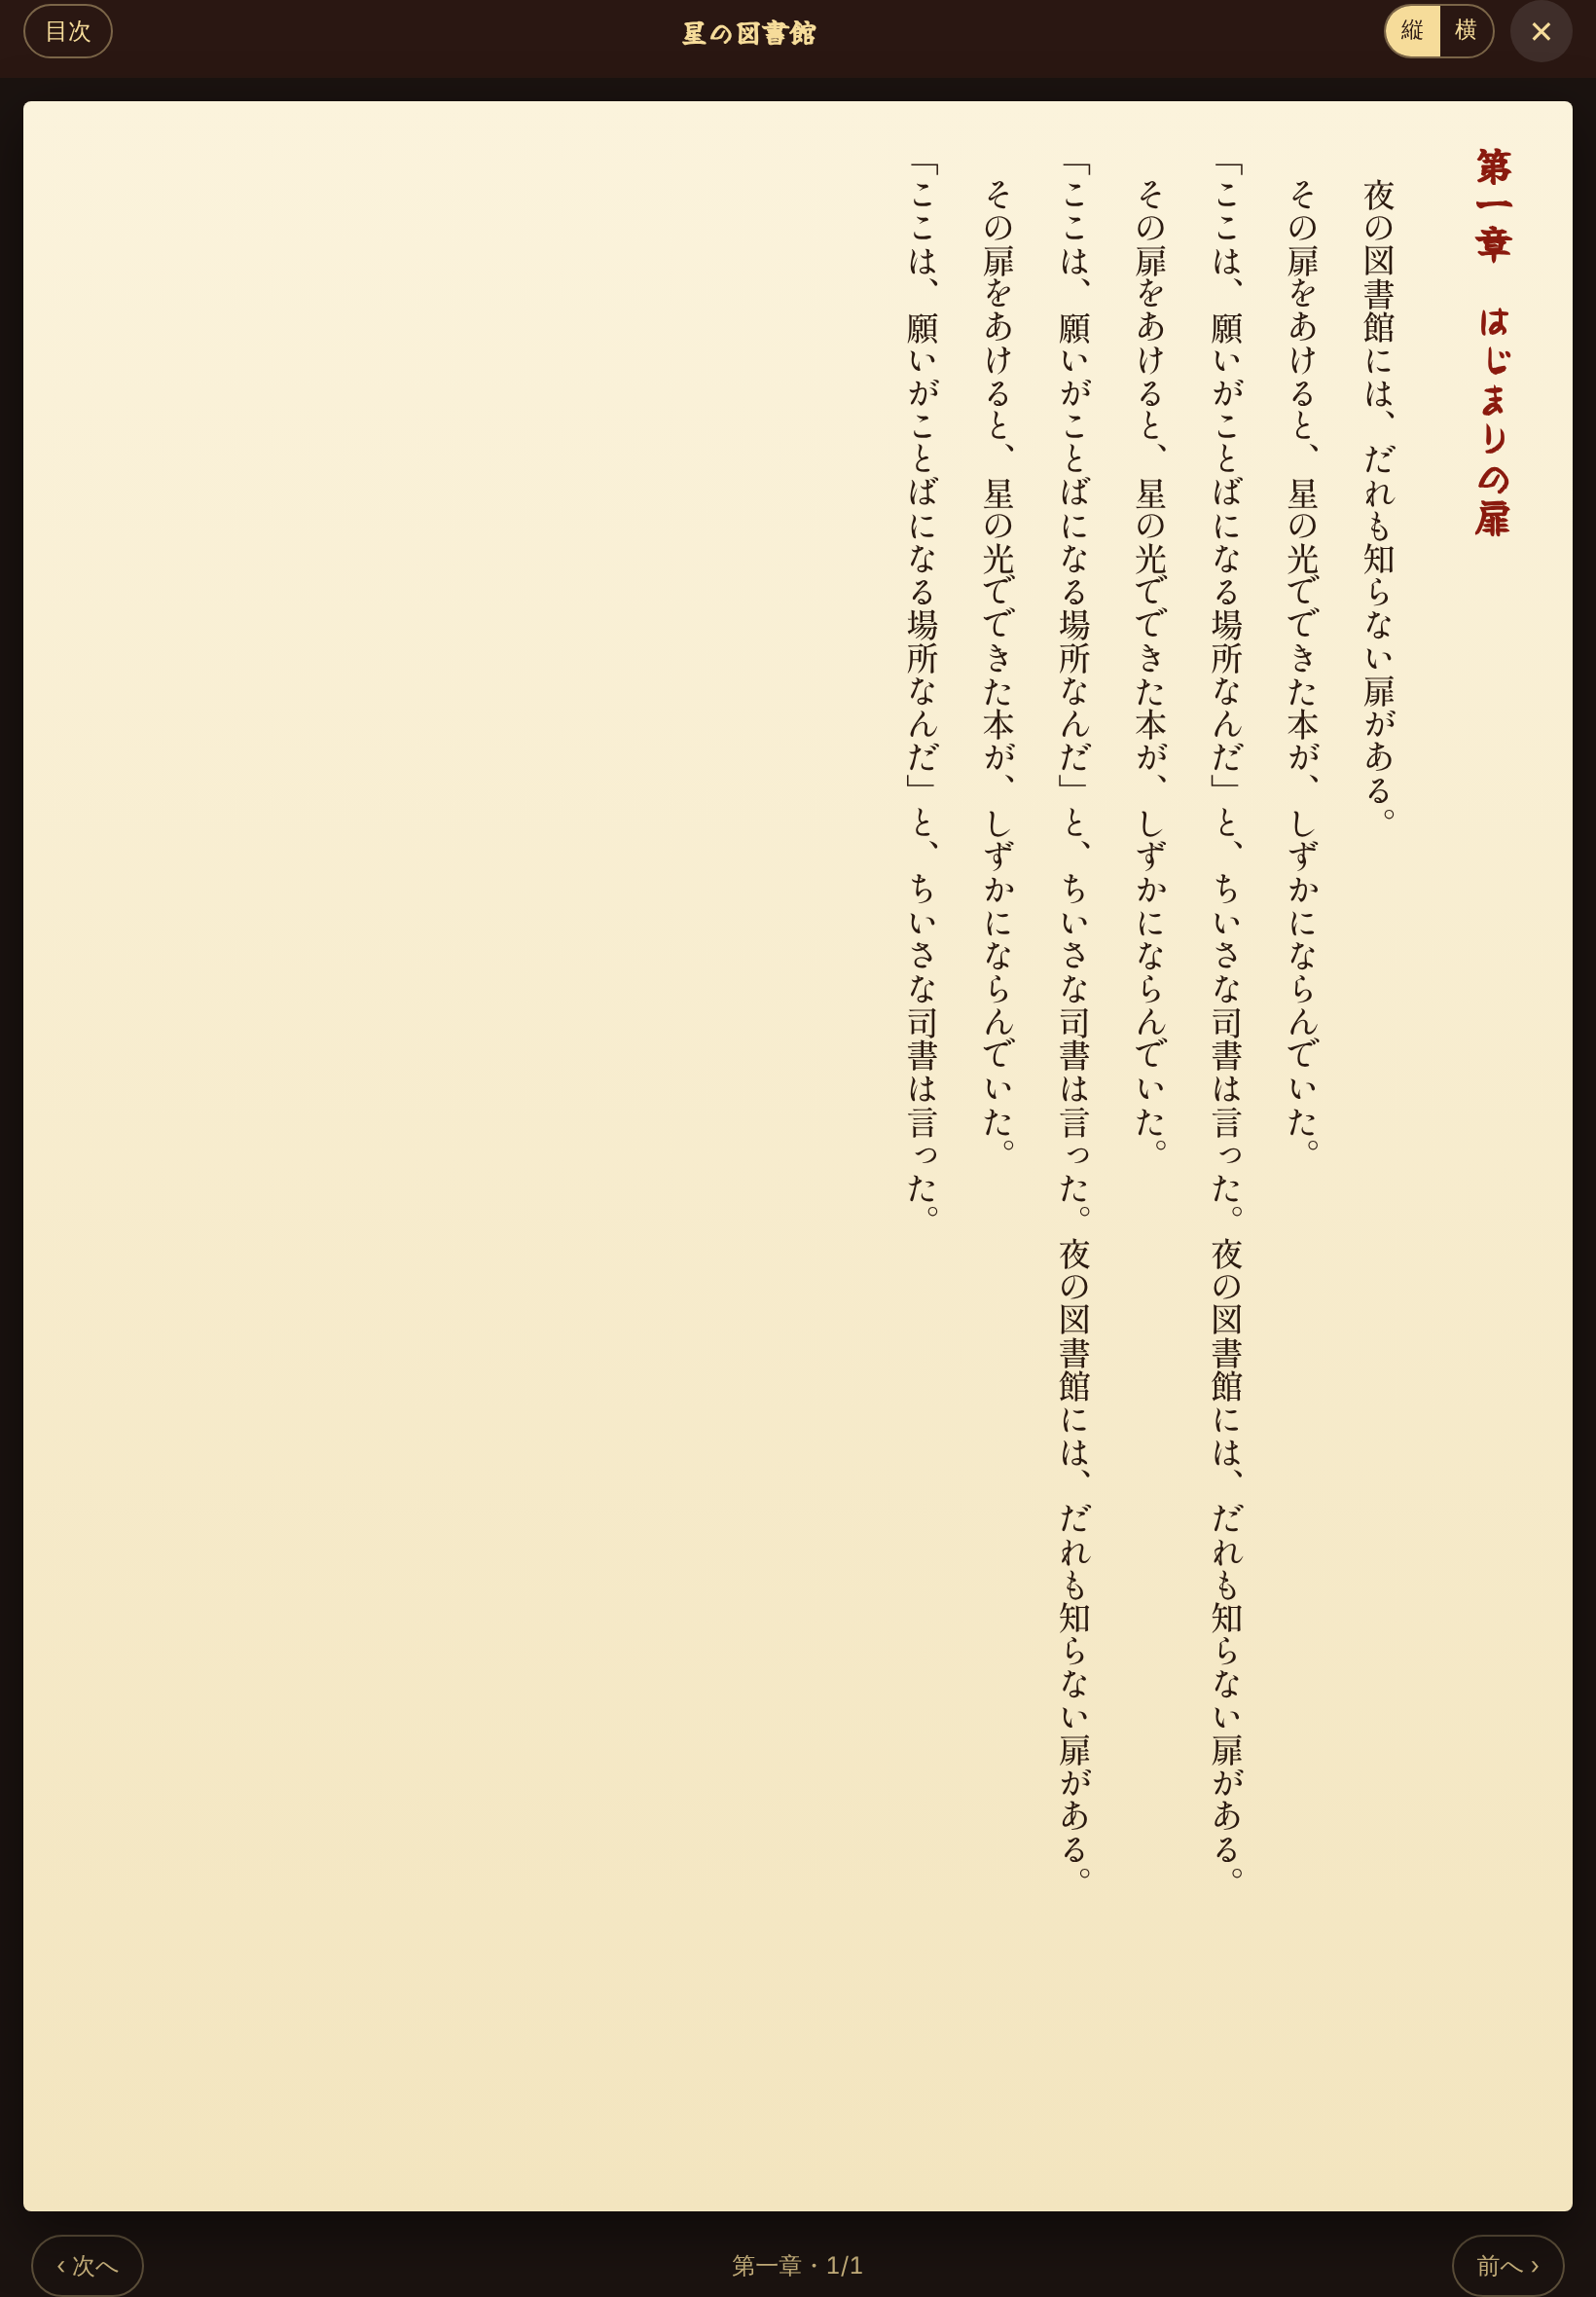 目次
星の図書館
縦
横
✕
第一章　はじまりの扉
　夜の図書館には、だれも知らない扉がある。
　その扉をあけると、星の光でできた本が、しずかにならんでいた。
「ここは、願いがことばになる場所なんだ」と、ちいさな司書は言った。夜の図書館には、だれも知らない扉がある。
　その扉をあけると、星の光でできた本が、しずかにならんでいた。
「ここは、願いがことばになる場所なんだ」と、ちいさな司書は言った。夜の図書館には、だれも知らない扉がある。
　その扉をあけると、星の光でできた本が、しずかにならんでいた。
「ここは、願いがことばになる場所なんだ」と、ちいさな司書は言った。
‹ 次へ
第一章・1/1
前へ ›